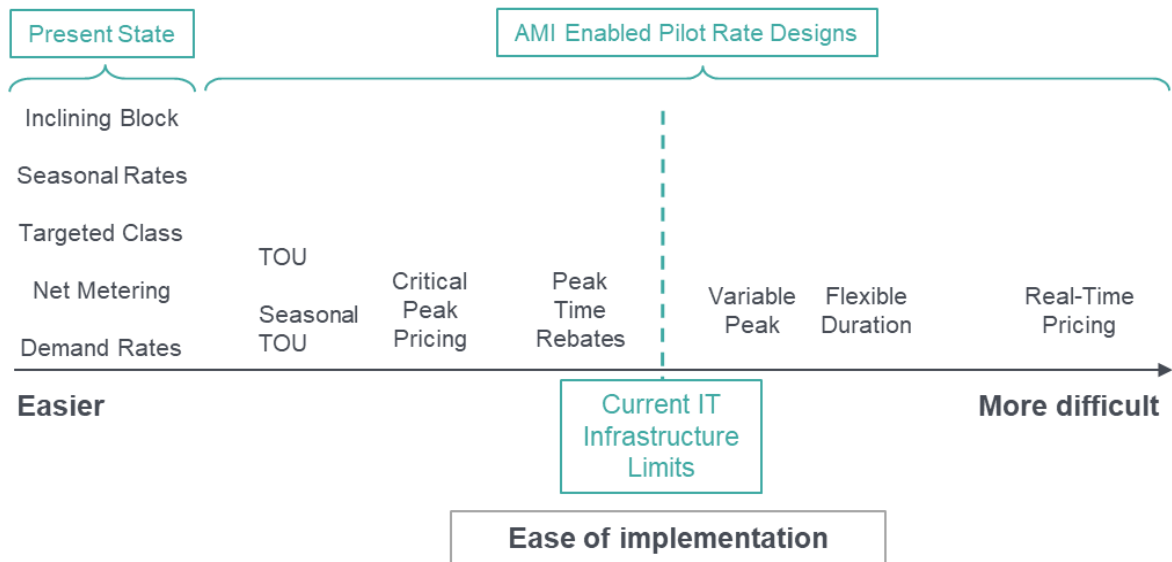 Present State
AMI Enabled Pilot Rate Designs
Inclining Block
Seasonal Rates
Targeted Class
Net Metering
Demand Rates
TOU
Seasonal
TOU
Critical
Peak
Pricing
Peak
Time
Rebates
Variable
Peak
Flexible
Duration
Real-Time
Pricing
Easier
More difficult
Current IT
Infrastructure
Limits
Ease of implementation